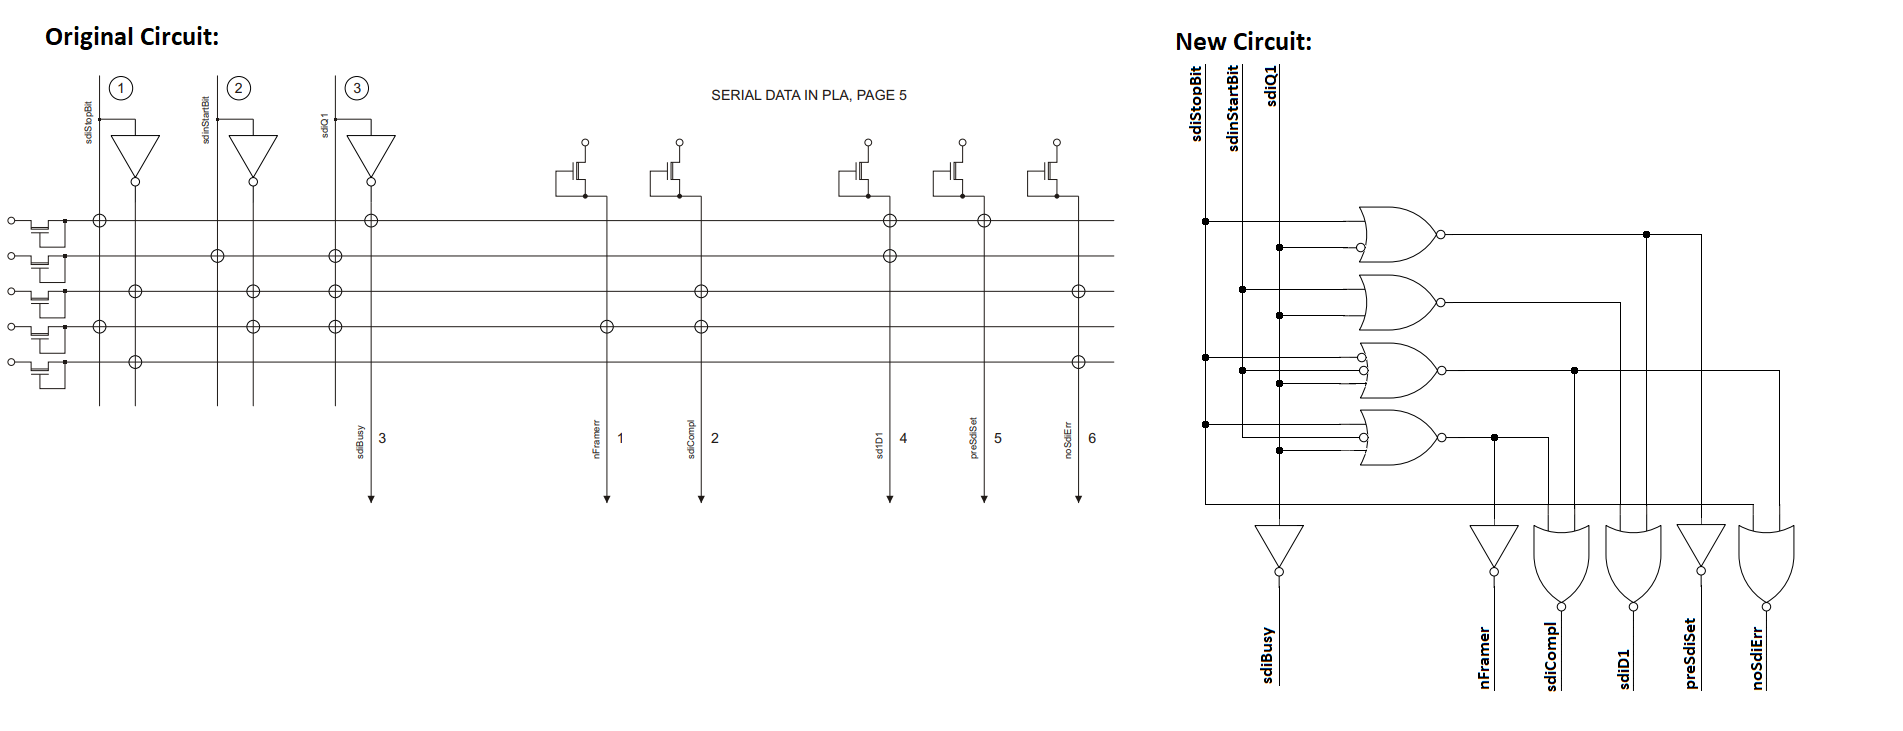 Original Circuit:
1
2
3
SERIAL DATA IN PLA, PAGE 5
sdiStopBit
sdinStartBit
sdiQ1
sdiBusy
3
nFramerr
1
sdiCompl
2
sd1D1
4
preSdiSet
5
noSdiErr
6
New Circuit:
sdiStopBit
sdinStartBit
sdiQ1
sdiBusy
nFramer
sdiCompl
sdiD1
preSdiSet
noSdiErr